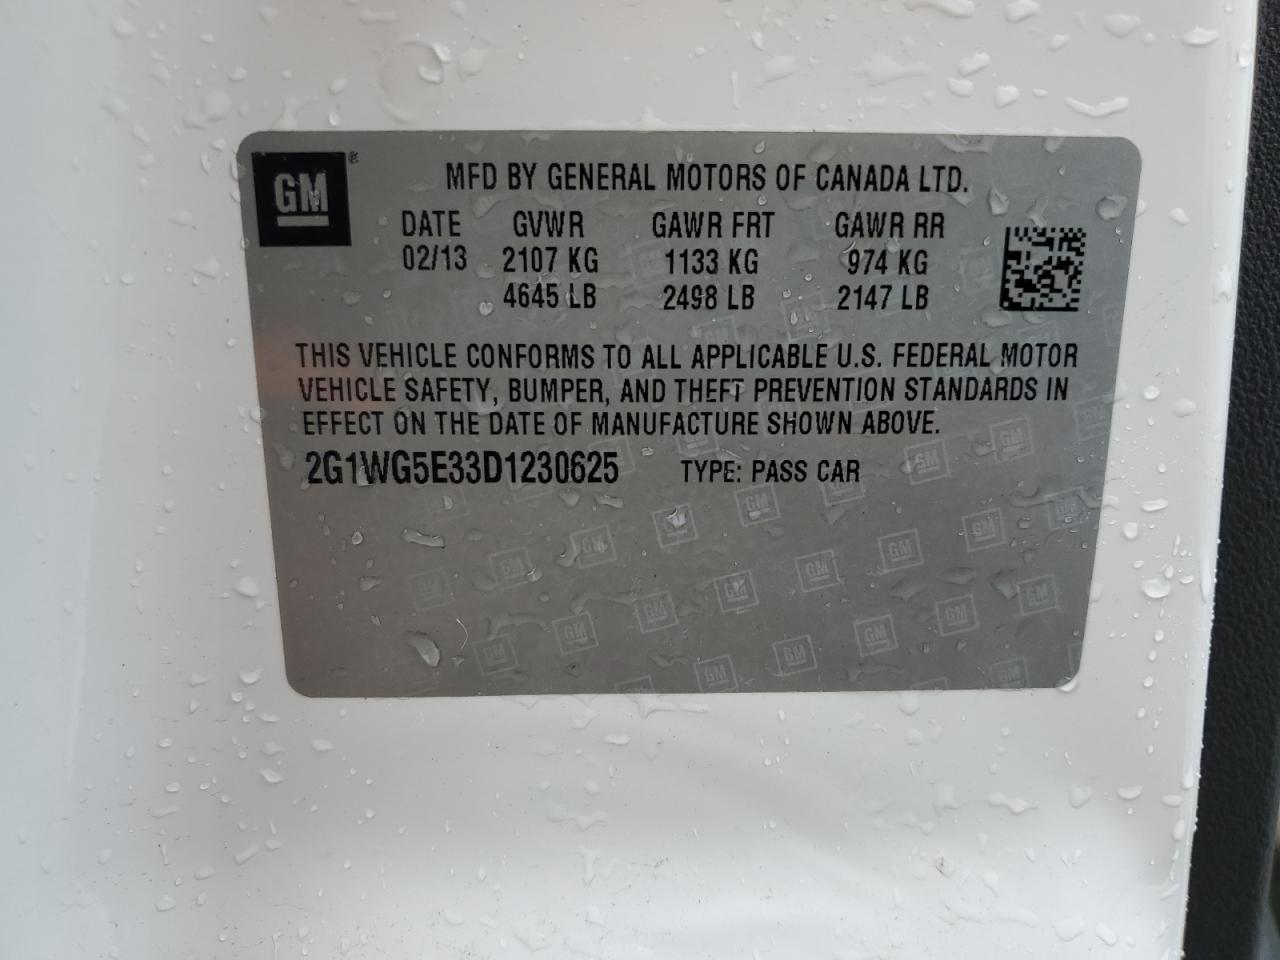 GM ®
MFD BY GENERAL MOTORS OF CANADA LTD.
DATE GVWR GAWR FRT GAWR RR
02/13 2107 KG 1133 KG 974 KG
4645 LB 2498 LB 2147 LB
THIS VEHICLE CONFORMS TO ALL APPLICABLE U.S. FEDERAL MOTOR
VEHICLE SAFETY, BUMPER, AND THEFT PREVENTION STANDARDS IN
EFFECT ON THE DATE OF MANUFACTURE SHOWN ABOVE.
2G1WG5E33D1230625 TYPE: PASS CAR